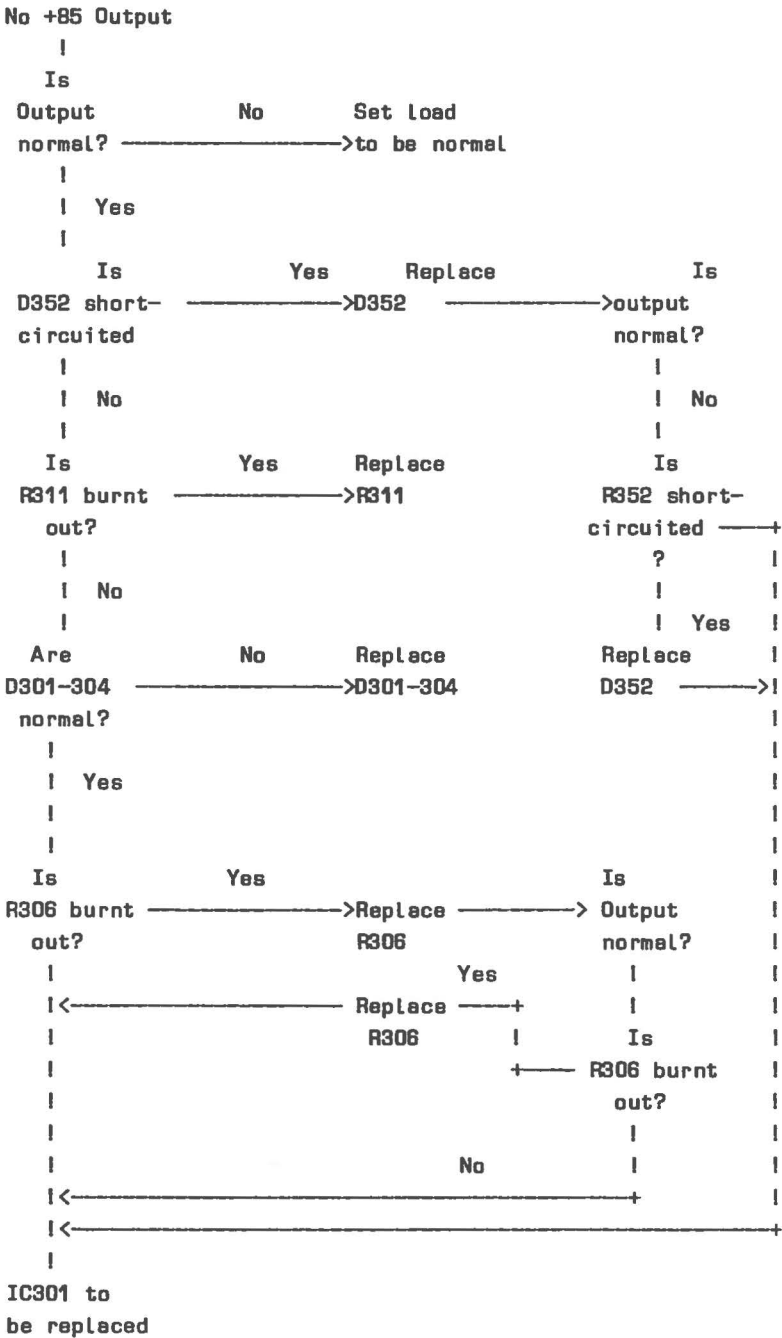 No +85 Output
!
Is
Output No Set load
normal? ————————>to be normal
!
! Yes
!
Is Yes Replace Is
D352 short- ————————>D352 ————————>output
circuited normal?
! !
! No ! No
! !
Is Yes Replace Is
R311 burnt ————————>R311 R352 short-
out? circuited ———+
! ? !
! No ! !
! ! Yes !
Are No Replace Replace !
D301-304 ————————>D301-304 D352 ———>!
normal? !
! !
! Yes !
! !
! !
Is Yes Is !
R306 burnt ————————>Replace ————————> Output !
out? R306 normal? !
! Yes ! !
!<———————— Replace ———+ ! !
! R306 ! Is !
! +——— R306 burnt !
! out? !
! ! !
! No ! !
!<————————————————+ !
!<————————————————————————+
!
IC301 to
be replaced